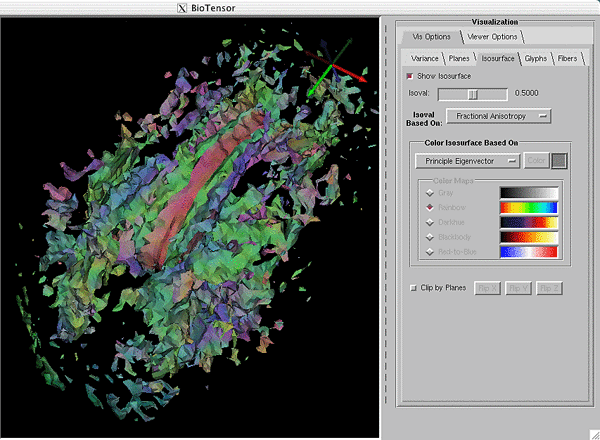 BioTensor
Visualization
Vis Options Viewer Options
Variance Planes Isosurface Glyphs Fibers
Show Isosurface
Isoval: 0.5000
Isoval
Based On: Fractional Anisotropy
Color Isosurface Based On
Principle Eigenvector Color
Color Maps
Gray
Rainbow
Darkhue
Blackbody
Red-to-Blue
Clip by Planes Flip X Flip Y Flip Z